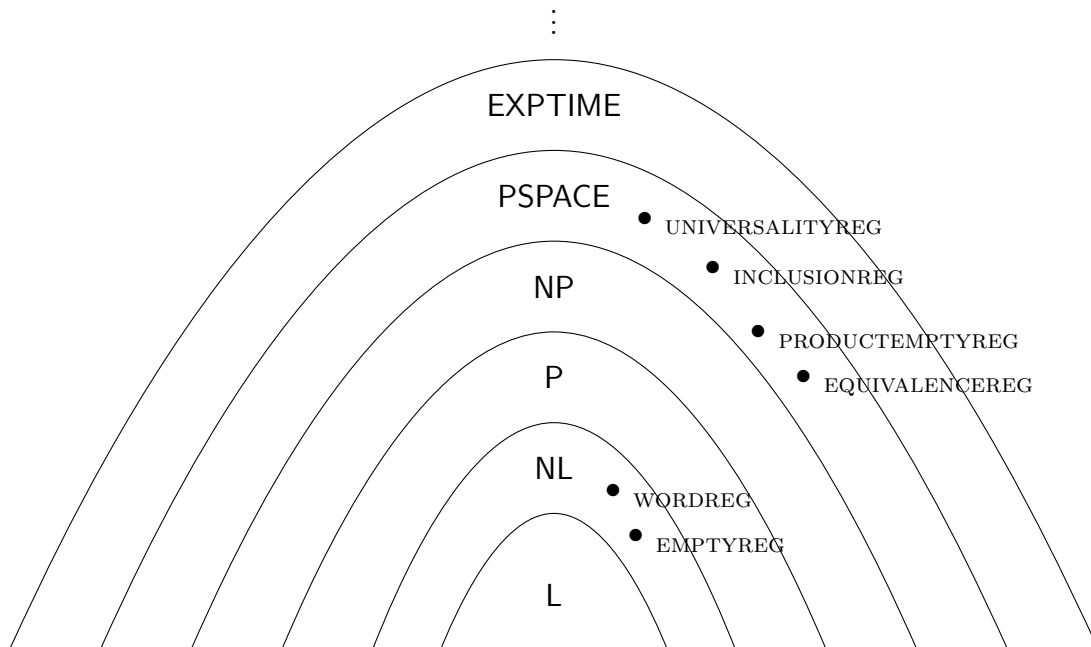 ⋮
EXPTIME
PSPACE
UNIVERSALITYREG
INCLUSIONREG
NP
PRODUCTEMPTYREG
P
EQUIVALENCEREG
NL
WORDREG
EMPTYREG
L